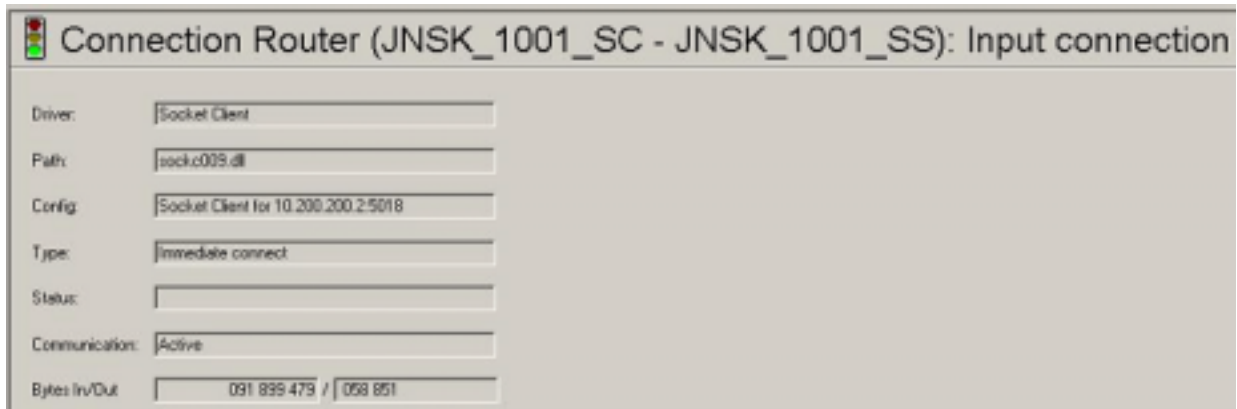 Connection Router (JNSK_1001_SC - JNSK_1001_SS): Input connection
Driver: Socket Client
Path: sockc009.dll
Config: Socket Client for 10.200.200.2:5018
Type: Immediate connect
Status:
Communication: Active
Bytes In/Out 091 899 479 / 058 851